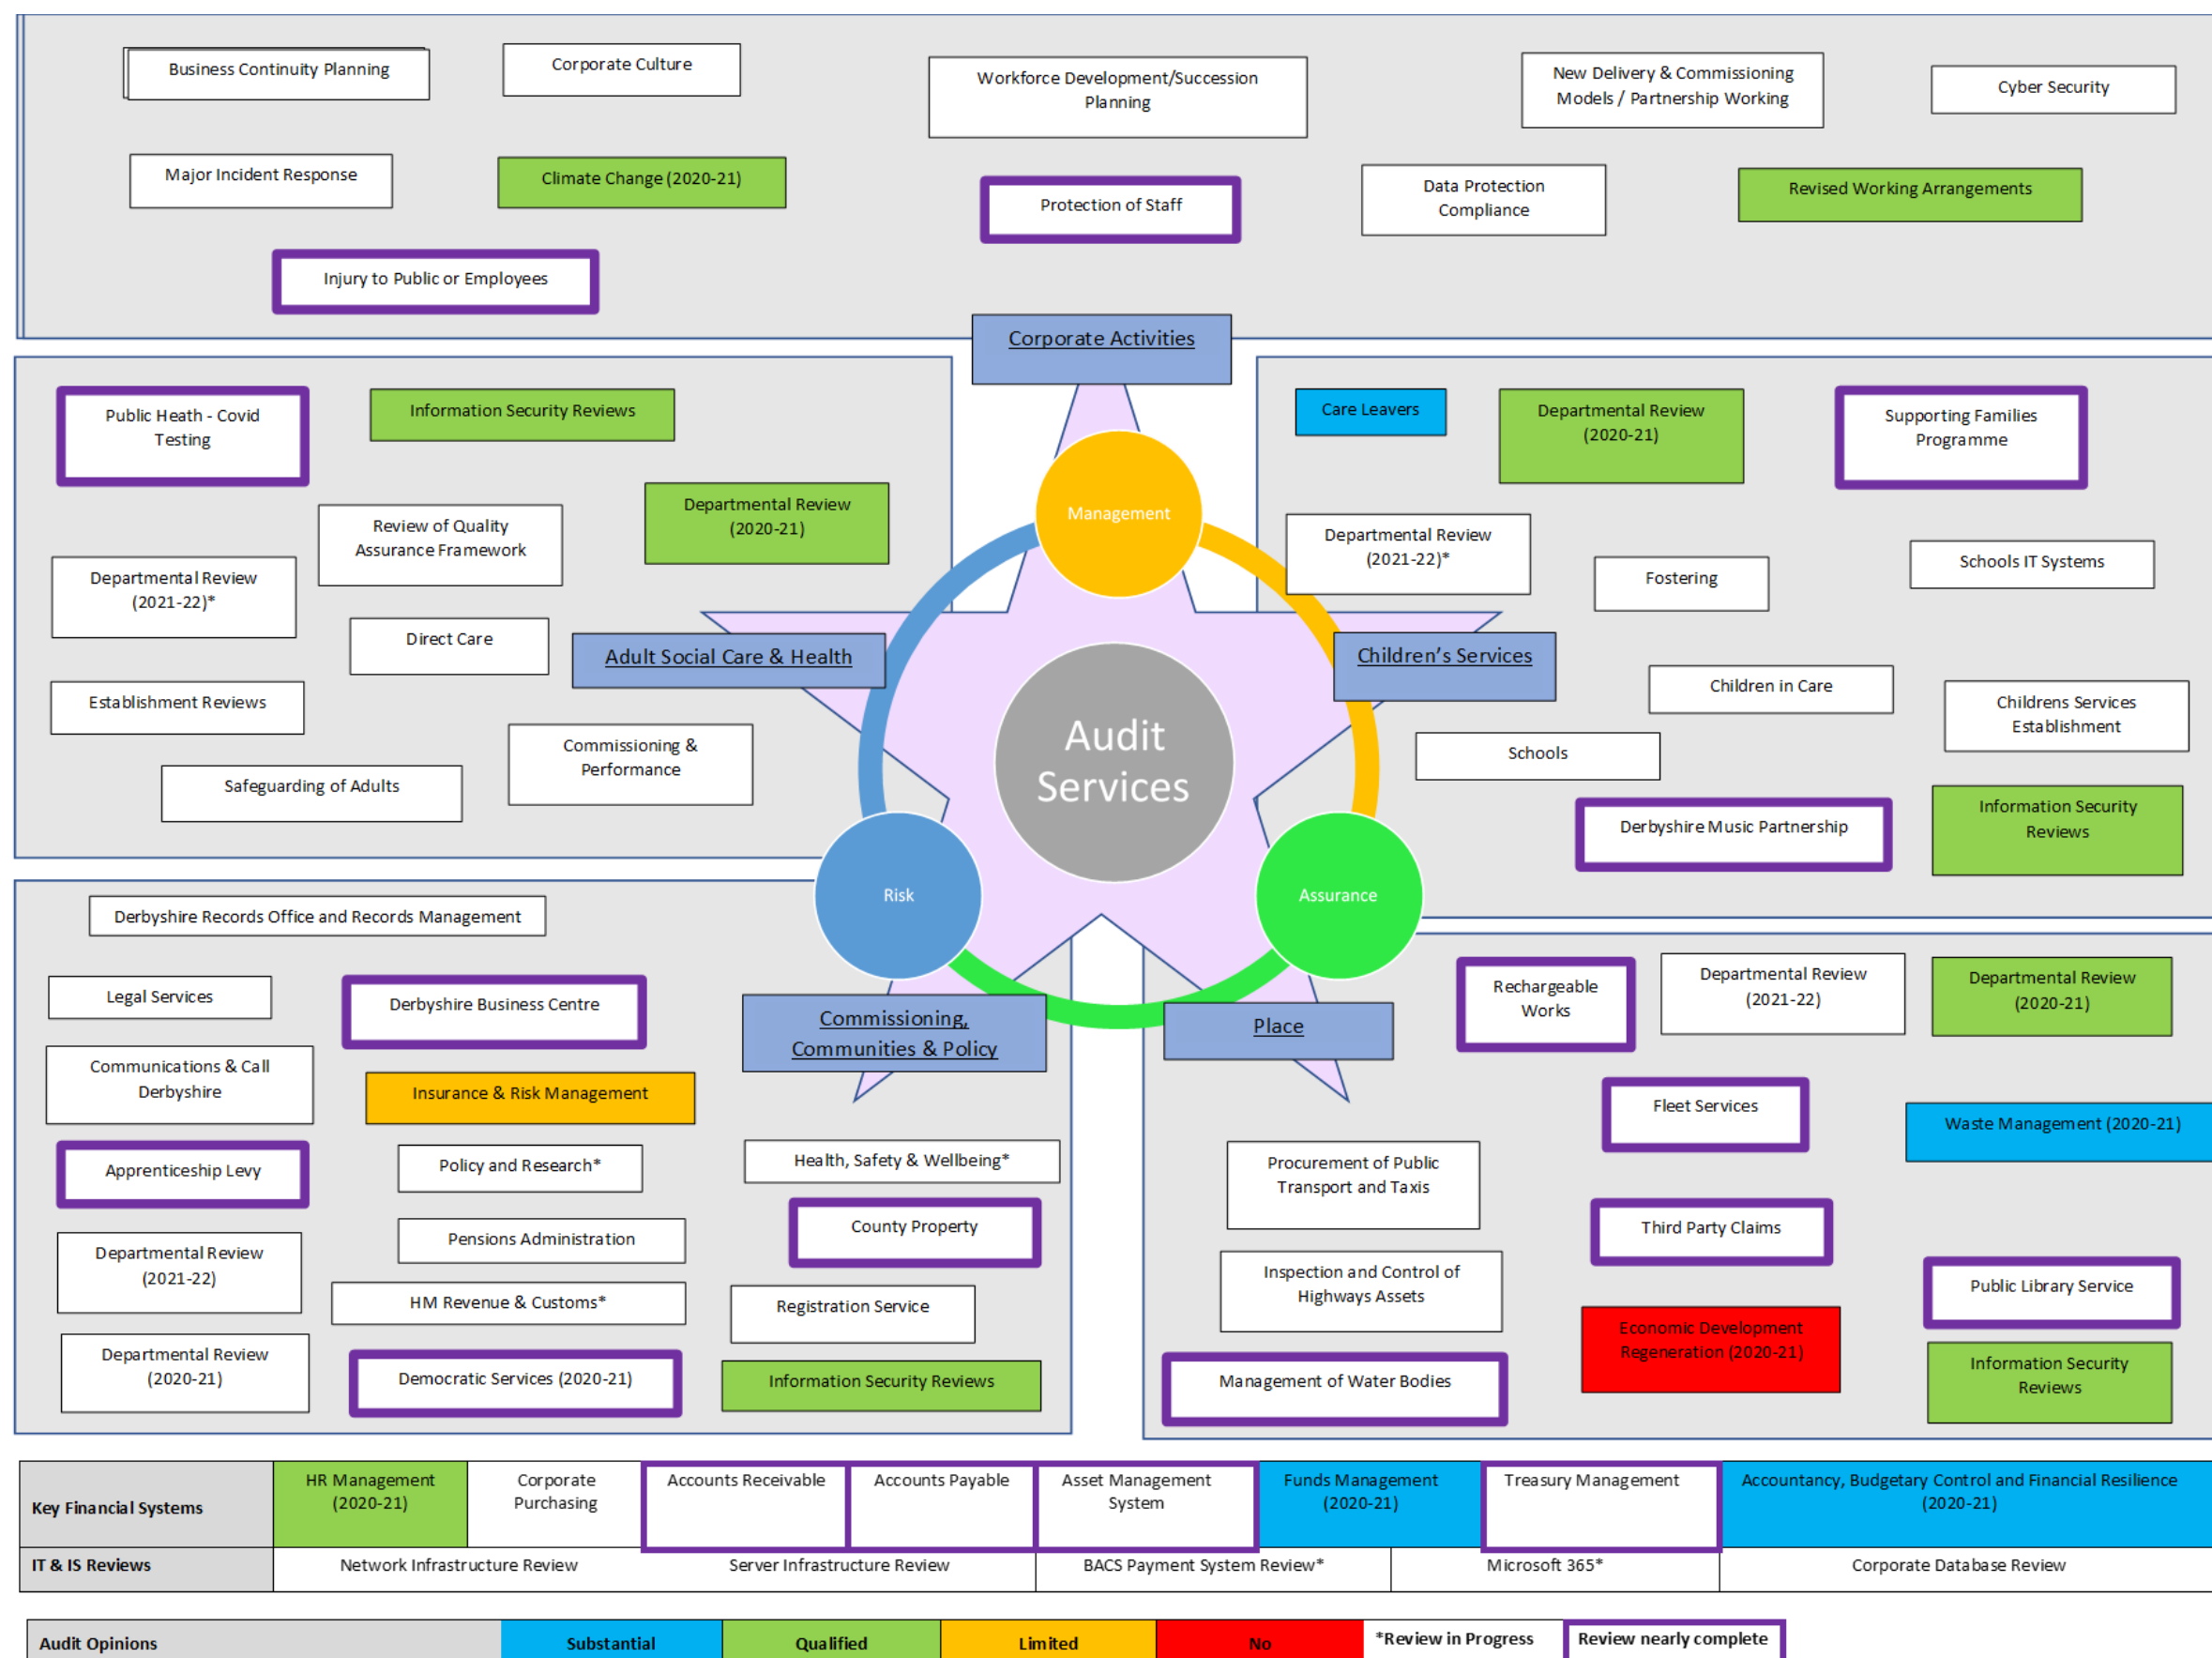 Business Continuity Planning
Corporate Culture
Workforce Development/Succession
Planning
New Delivery & Commissioning
Models / Partnership Working
Cyber Security
Major Incident Response
Climate Change (2020-21)
Protection of Staff
Data Protection
Compliance
Revised Working Arrangements
Injury to Public or Employees
Corporate Activities
Public Heath - Covid
Testing
Information Security Reviews
Departmental Review
(2020-21)
Review of Quality
Assurance Framework
Departmental Review
(2021-22)*
Direct Care
Adult Social Care & Health
Establishment Reviews
Commissioning &
Performance
Safeguarding of Adults
Management
Audit
Services
Risk
Assurance
Care Leavers
Departmental Review
(2020-21)
Supporting Families
Programme
Departmental Review
(2021-22)*
Fostering
Schools IT Systems
Children's Services
Children in Care
Childrens Services
Establishment
Schools
Derbyshire Music Partnership
Information Security
Reviews
Derbyshire Records Office and Records Management
Legal Services
Derbyshire Business Centre
Commissioning,
Communities & Policy
Communications & Call
Derbyshire
Insurance & Risk Management
Apprenticeship Levy
Policy and Research*
Health, Safety & Wellbeing*
County Property
Departmental Review
(2021-22)
Pensions Administration
HM Revenue & Customs*
Registration Service
Departmental Review
(2020-21)
Democratic Services (2020-21)
Information Security Reviews
Place
Rechargeable
Works
Departmental Review
(2021-22)
Departmental Review
(2020-21)
Fleet Services
Waste Management (2020-21)
Procurement of Public
Transport and Taxis
Third Party Claims
Inspection and Control of
Highways Assets
Public Library Service
Economic Development
Regeneration (2020-21)
Management of Water Bodies
Information Security
Reviews
Key Financial Systems
HR Management
(2020-21)
Corporate
Purchasing
Accounts Receivable
Accounts Payable
Asset Management
System
Funds Management
(2020-21)
Treasury Management
Accountancy, Budgetary Control and Financial Resilience
(2020-21)
IT & IS Reviews
Network Infrastructure Review
Server Infrastructure Review
BACS Payment System Review*
Microsoft 365*
Corporate Database Review
Audit Opinions
Substantial
Qualified
Limited
No
*Review in Progress
Review nearly complete